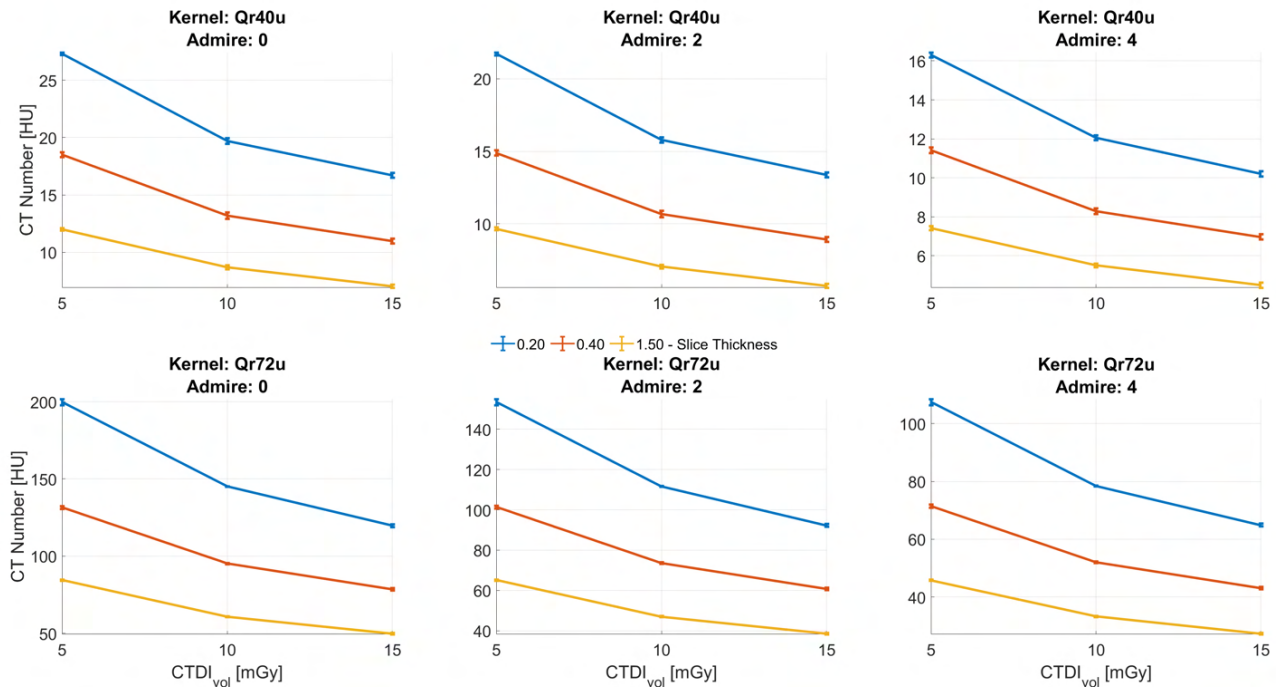 Kernel: Qr40u
Admire: 0
Kernel: Qr40u
Admire: 2
Kernel: Qr40u
Admire: 4
CT Number [HU]
25
20
15
10
5
10
15
20
15
10
5
10
15
16
14
12
10
8
6
5
10
15
0.20 0.40 1.50 - Slice Thickness
Kernel: Qr72u
Admire: 0
Kernel: Qr72u
Admire: 2
Kernel: Qr72u
Admire: 4
CT Number [HU]
200
150
100
50
5
10
15
CTDIvol [mGy]
140
120
100
80
60
40
5
10
15
CTDIvol [mGy]
100
80
60
40
5
10
15
CTDIvol [mGy]